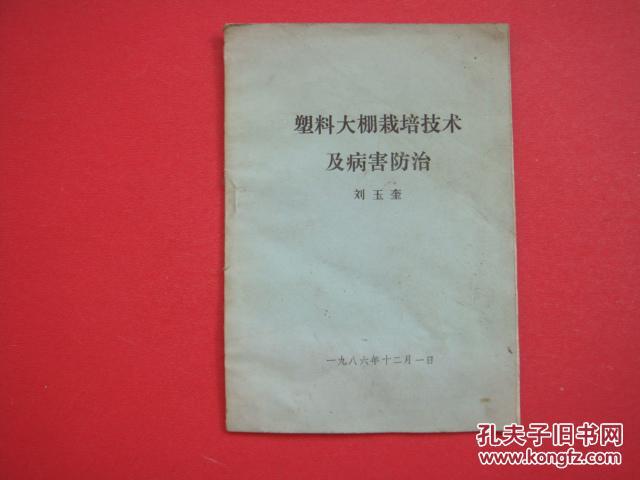 塑料大棚栽培技术
及病害防治
刘玉奎
一九八六年十二月一日
孔夫子旧书网
www.kongfz.com